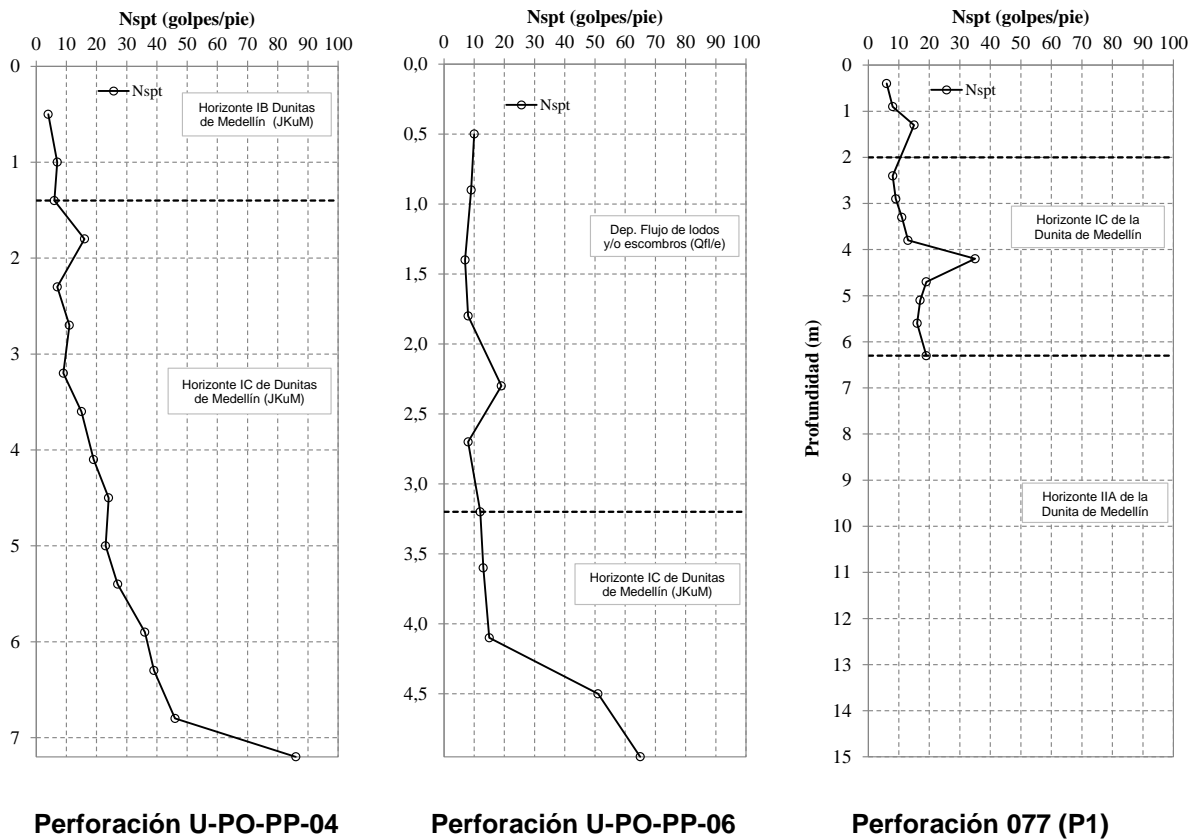 Nspt (golpes/pie)
0 10 20 30 40 50 60 70 80 90 100
0
1
2
3
4
5
6
7
Nspt
Horizonte IB Dunitas
de Medellín (JKuM)
Horizonte IC de Dunitas
de Medellín (JKuM)
Perforación U-PO-PP-04
Nspt (golpes/pie)
0 10 20 30 40 50 60 70 80 90 100
0,0
0,5
1,0
1,5
2,0
2,5
3,0
3,5
4,0
4,5
Nspt
Dep. Flujo de lodos
y/o escombros (Qfl/e)
Horizonte IC de Dunitas
de Medellín (JKuM)
Perforación U-PO-PP-06
Nspt (golpes/pie)
0 10 20 30 40 50 60 70 80 90 100
Profundidad (m)
0
1
2
3
4
5
6
7
8
9
10
11
12
13
14
15
Nspt
Horizonte IC de la
Dunita de Medellín
Horizonte IIA de la
Dunita de Medellín
Perforación 077 (P1)